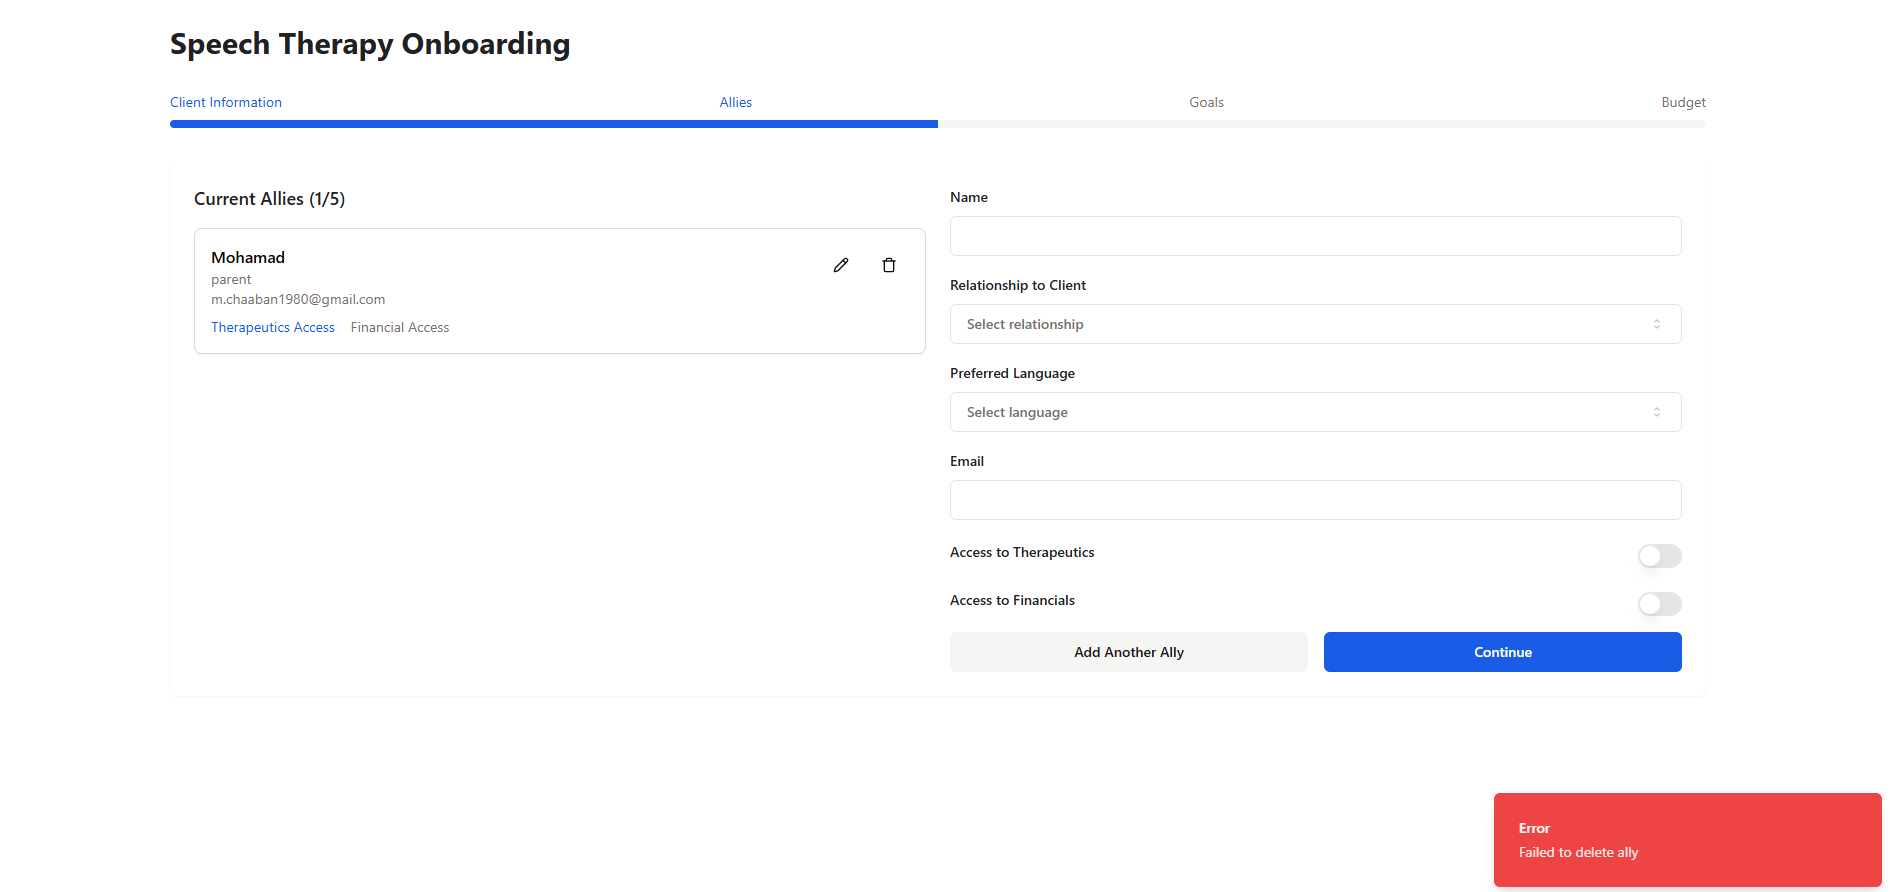 Speech Therapy Onboarding
Client Information
Allies
Goals
Budget
Current Allies (1/5)
Mohamad
parent
m.chaaban1980@gmail.com
Therapeutics Access Financial Access
Name
Relationship to Client
Select relationship
Preferred Language
Select language
Email
Access to Therapeutics
Access to Financials
Add Another Ally
Continue
Error
Failed to delete ally